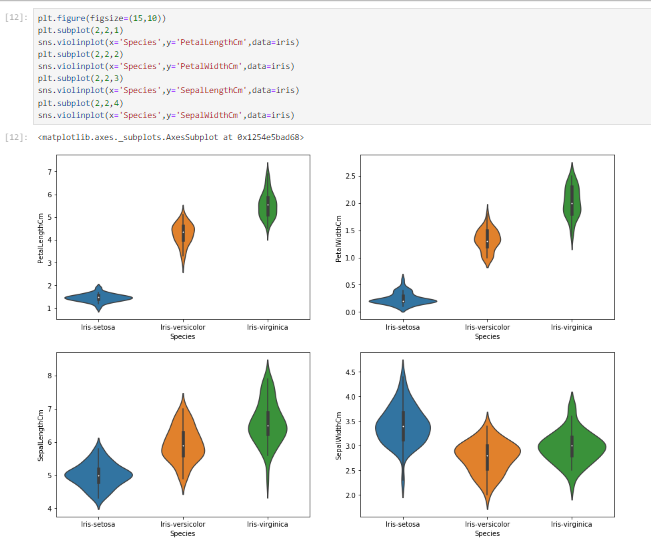 [12]: plt.figure(figsize=(15,10))
plt.subplot(2,2,1)
sns.violinplot(x='Species',y='PetalLengthCm',data=iris)
plt.subplot(2,2,2)
sns.violinplot(x='Species',y='PetalWidthCm',data=iris)
plt.subplot(2,2,3)
sns.violinplot(x='Species',y='SepalLengthCm',data=iris)
plt.subplot(2,2,4)
sns.violinplot(x='Species',y='SepalWidthCm',data=iris)
[12]: <matplotlib.axes._subplots.AxesSubplot at 0x1254e5bad68>
PetalLengthCm
7
6
5
4
3
2
1
Iris-setosa Iris-versicolor Iris-virginica
Species
PetalWidthCm
2.5
2.0
1.5
1.0
0.5
0.0
Iris-setosa Iris-versicolor Iris-virginica
Species
SepalLengthCm
8
7
6
5
4
Iris-setosa Iris-versicolor Iris-virginica
Species
SepalWidthCm
4.5
4.0
3.5
3.0
2.5
2.0
Iris-setosa Iris-versicolor Iris-virginica
Species